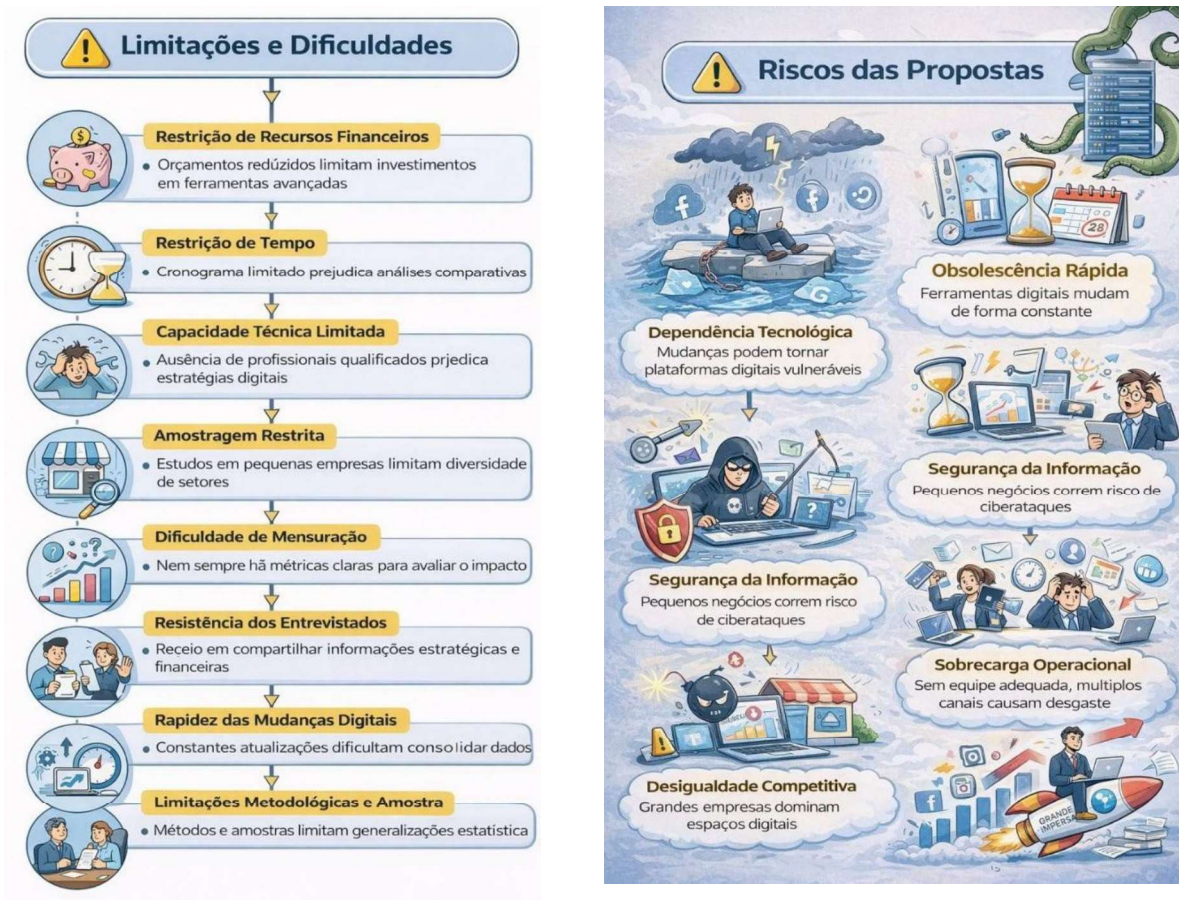 Limitações e Dificuldades
Restrição de Recursos Financeiros
• Orçamentos redúzidos limitam investimentos
em ferramentas avançadas
Restrição de Tempo
• Cronograma limitado prejudica análises comparativas
Capacidade Técnica Limitada
• Ausência de profissionais qualificados prjedica
estratégias digitais
Amostragem Restrita
• Estudos em pequenas empresas limitam diversidade
de setores
Dificuldade de Mensuração
• Nem sempre há métricas claras para avaliar o impacto
Resistência dos Entrevistados
• Receio em compartilhar informações estratégicas e
financeiras
Rapidez das Mudanças Digitais
• Constantes atualizações dificultam consolidar dados
Limitações Metodológicas e Amostra
• Métodos e amostras limitam generalizações estatística
Riscos das Propostas
Dependência Tecnológica
Mudanças podem tornar
plataformas digitais vulneráveis
Segurança da Informação
Pequenos negócios correm risco
de ciberataques
Desigualdade Competitiva
Grandes empresas dominam
espaços digitais
28
Obsolescência Rápida
Ferramentas digitais mudam
de forma constante
Segurança da Informação
Pequenos negócios correm risco de
ciberataques
Sobrecarga Operacional
Sem equipe adequada, multiplos
canais causam desgaste
GRANDE
IMPERSA